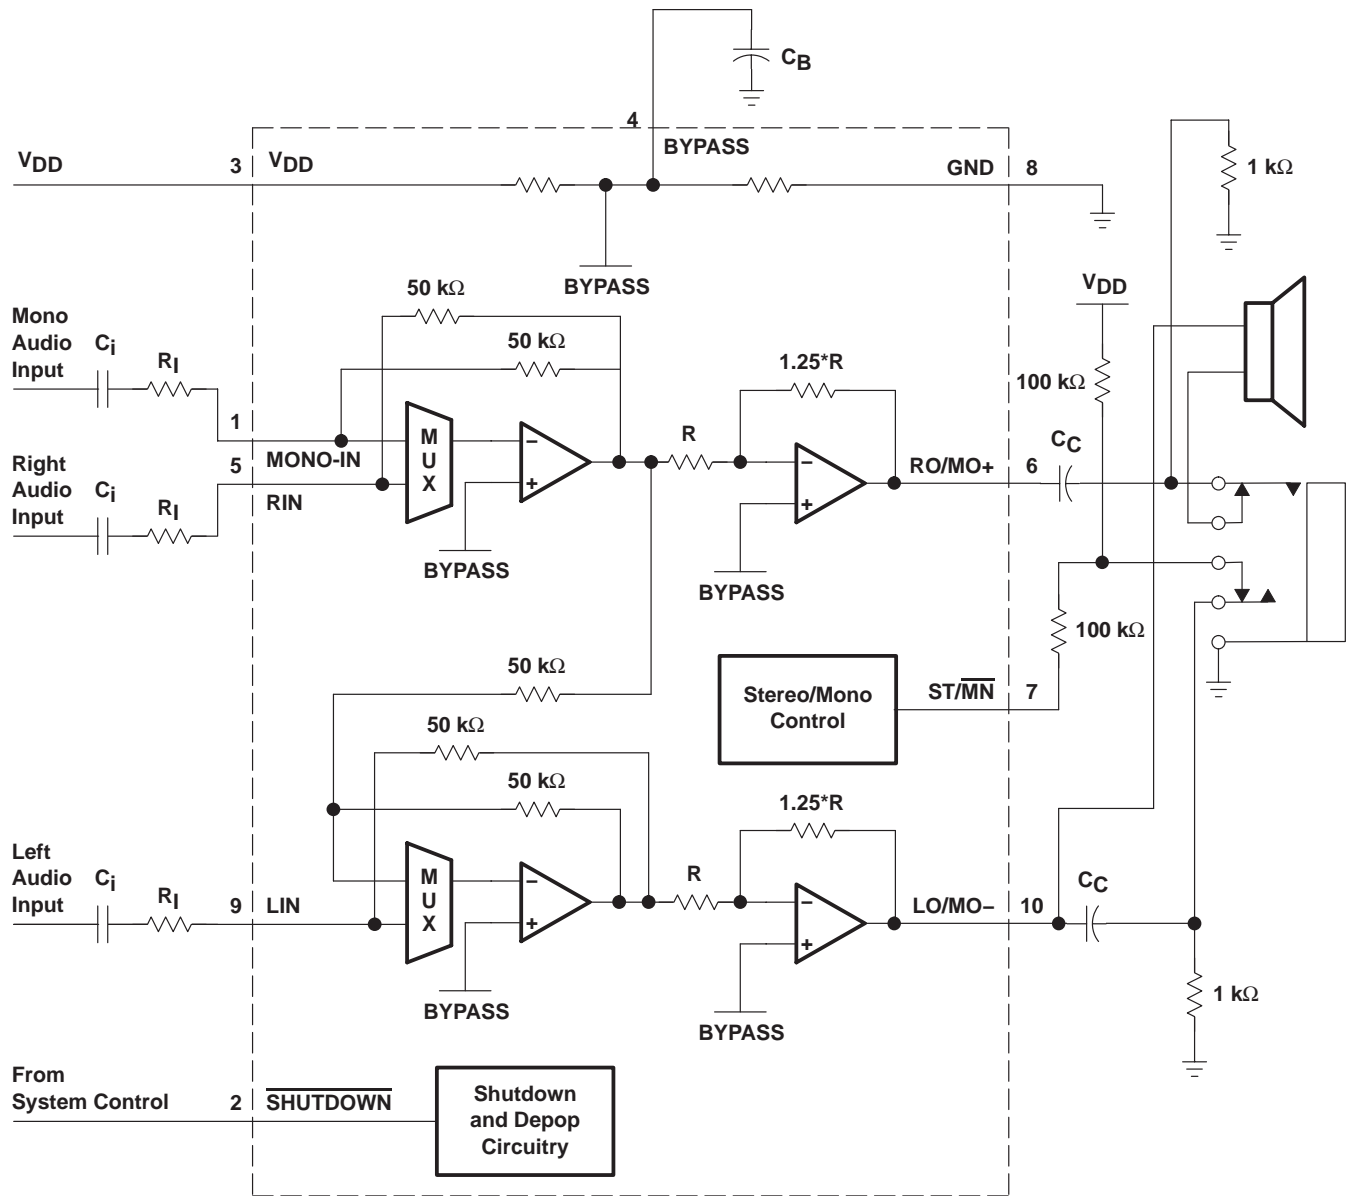 CB
4
BYPASS
VDD
3
VDD
GND
8
1 kΩ
BYPASS
50 kΩ
VDD
Mono
Audio
Input
Ci
RI
50 kΩ
1.25*R
100 kΩ
1
MONO-IN
M
U
X
−
+
R
−
+
RO/MO+
6
CC
Right
Audio
Input
Ci
RI
5
RIN
BYPASS
BYPASS
100 kΩ
50 kΩ
Stereo/Mono
Control
ST/MN
7
50 kΩ
50 kΩ
1.25*R
Left
Audio
Input
Ci
RI
9
LIN
M
U
X
−
+
R
−
+
LO/MO−
10
CC
BYPASS
BYPASS
1 kΩ
From
System Control
2
SHUTDOWN
Shutdown
and Depop
Circuitry